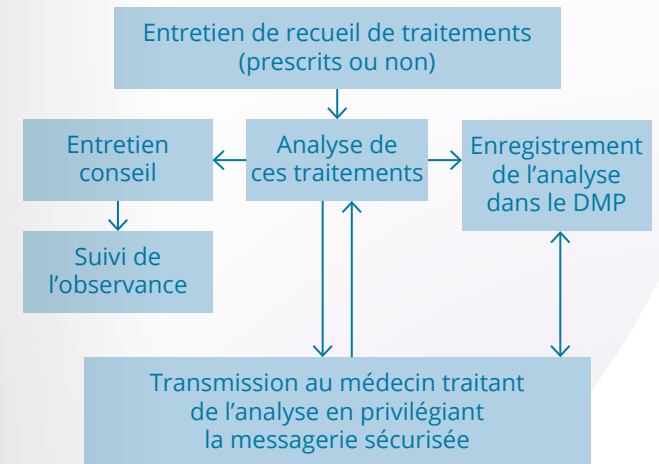 Entretien de recueil de traitements
(prescrits ou non)
Entretien
conseil
Analyse de
ces traitements
Enregistrement
de l’analyse
dans le DMP
Suivi de
l’observance
Transmission au médecin traitant
de l’analyse en privilégiant
la messagerie sécurisée